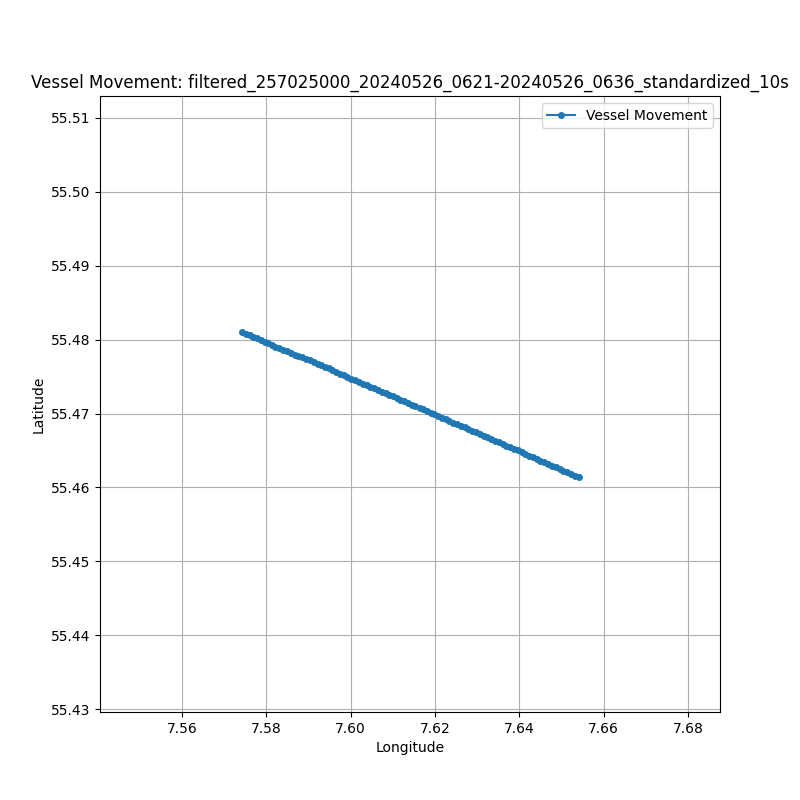 Vessel Movement: filtered_257025000_20240526_0621-20240526_0636_standardized_10s
Vessel Movement
55.51
55.50
55.49
55.48
55.47
55.46
55.45
55.44
55.43
Latitude
7.56 7.58 7.60 7.62 7.64 7.66 7.68
Longitude